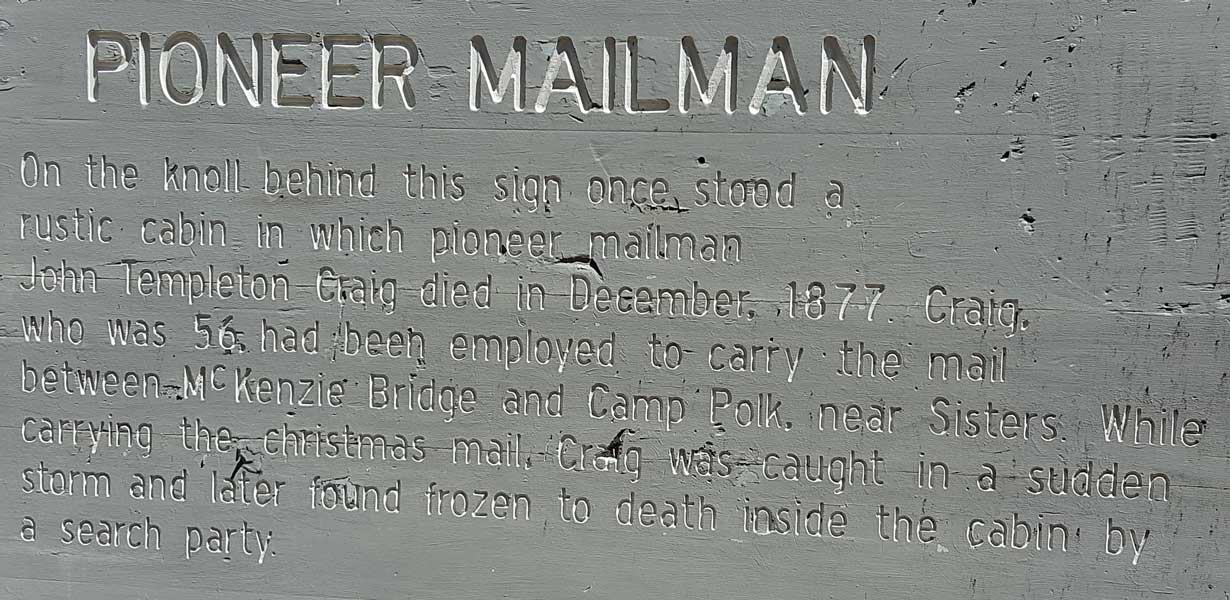 PIONEER MAILMAN
On the knoll behind this sign once stood a
rustic cabin in which pioneer mailman
John Templeton Craig died in December, 1877. Craig,
who was 56, had been employed to carry the mail
between McKenzie Bridge and Camp Polk, near Sisters. While
carrying the christmas mail, Craig was caught in a sudden
storm and later found frozen to death inside the cabin by
a search party.